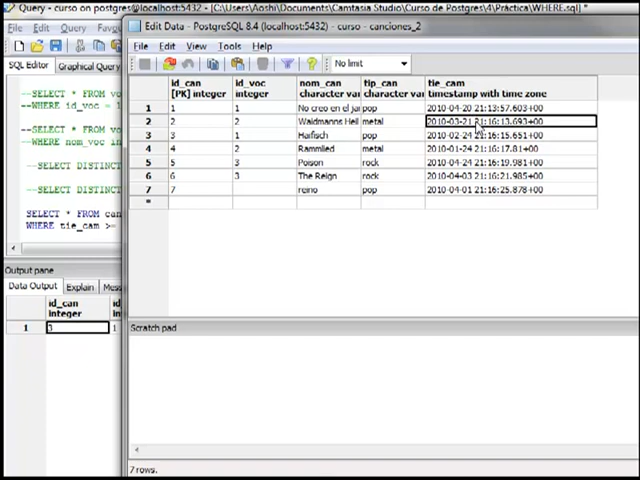 Query - curso on postgres@localhost:5432 - [C:\Users\Aoshi\Documents\Camtasia Studio\Curso de Postgres\4\Práctica\WHERE.sql] *
File Edit Query
SQL Editor Graphical Query
--SELECT * FROM vo
--WHERE id_voc = 1
--SELECT * FROM vo
--WHERE nom_voc in
--SELECT DISTINCT
--SELECT DISTINCT
SELECT * FROM can
WHERE tie_cam >=
Output pane
Data Output Explain Mess
id_can integer id_ in
1 3 1
Edit Data - PostgreSQL 8.4 (localhost:5432) - curso - canciones_2
File Edit View Tools Help
No limit
id_can id_voc nom_can tip_can tie_cam
[PK] integer integer character var character var timestamp with time zone
1 1 1 No creo en el jar pop 2010-04-20 21:13:57.603+00
2 2 2 Waldmanns Heil metal 2010-03-21 21:16:13.693+00
3 3 1 Haifisch pop 2010-02-24 21:16:15.651+00
4 4 2 Rammlied metal 2010-01-24 21:16:17.81+00
5 5 3 Poison rock 2010-04-24 21:16:19.981+00
6 6 3 The Reign rock 2010-04-03 21:16:21.985+00
7 7 reino pop 2010-04-01 21:16:25.878+00
*
Scratch pad
7 rows.